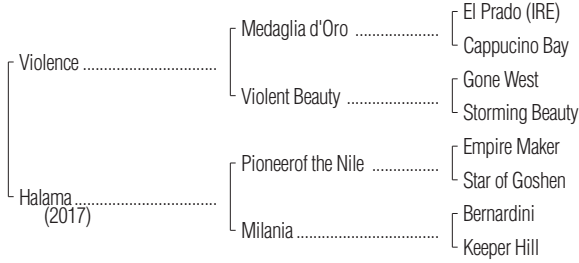 El Prado (IRE)
Medaglia d'Oro ....................
Cappucino Bay
Violence .................................
Gone West
Violent Beauty ......................
Storming Beauty
Empire Maker
Pioneerof the Nile ................
Star of Goshen
Halama ...................................
(2017)
Bernardini
Milania ...................................
Keeper Hill